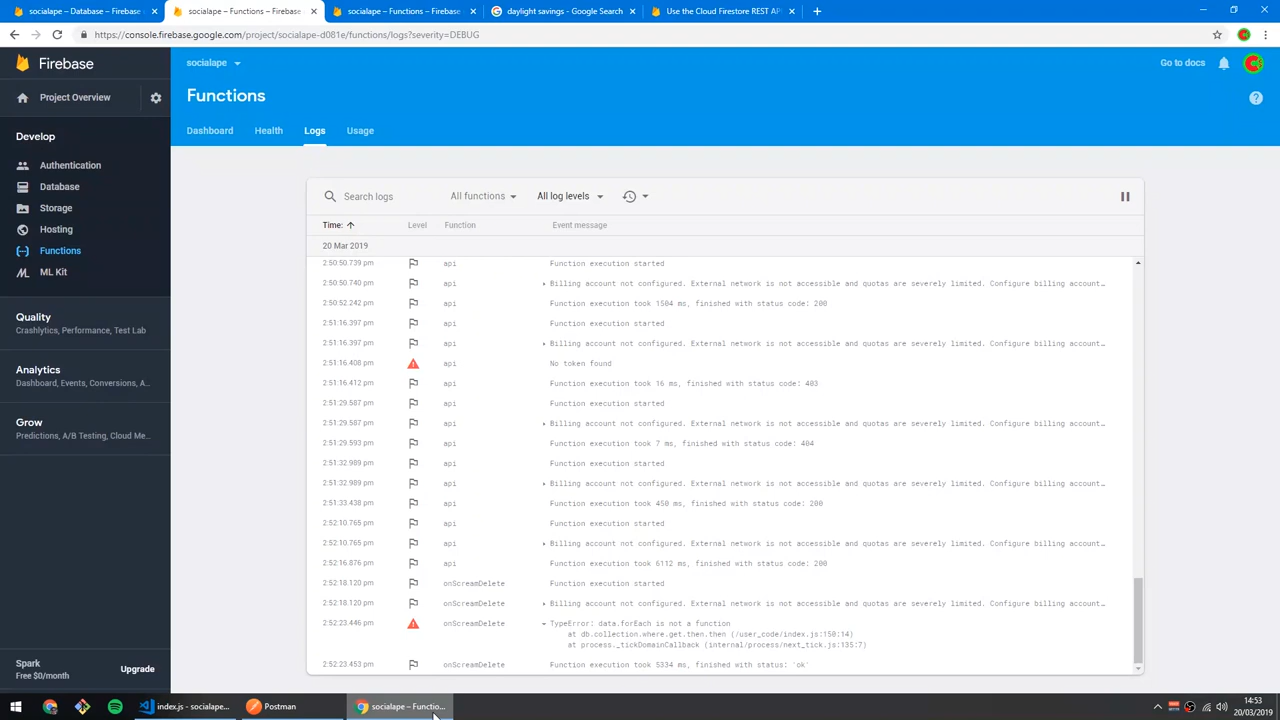 socialape – Database – Firebase
socialape – Functions – Firebase
socialape – Functions – Firebase
daylight savings - Google Search
Use the Cloud Firestore REST API
https://console.firebase.google.com/project/socialape-d081e/functions/logs?severity=DEBUG
Firebase
socialape
Go to docs
Project Overview
Functions
Dashboard Health Logs Usage
Develop
Authentication
Database
Storage
Hosting
Functions
ML Kit
Quality
Crashlytics, Performance, Test Lab
Analytics
Dashboard, Events, Conversions, A...
Grow
Predictions, A/B Testing, Cloud Me...
Spark
Free $0/month
Upgrade
Search logs All functions All log levels
Time: Level Function Event message
20 Mar 2019
2:50:50.739 pm api Function execution started
2:50:50.740 pm api Billing account not configured. External network is not accessible and quotas are severely limited. Configure billing account…
2:50:52.242 pm api Function execution took 1504 ms, finished with status code: 200
2:51:16.397 pm api Function execution started
2:51:16.397 pm api Billing account not configured. External network is not accessible and quotas are severely limited. Configure billing account…
2:51:16.408 pm api No token found
2:51:16.412 pm api Function execution took 16 ms, finished with status code: 403
2:51:29.587 pm api Function execution started
2:51:29.587 pm api Billing account not configured. External network is not accessible and quotas are severely limited. Configure billing account…
2:51:29.593 pm api Function execution took 7 ms, finished with status code: 404
2:51:32.989 pm api Function execution started
2:51:32.989 pm api Billing account not configured. External network is not accessible and quotas are severely limited. Configure billing account…
2:51:33.438 pm api Function execution took 450 ms, finished with status code: 200
2:52:10.765 pm api Function execution started
2:52:10.765 pm api Billing account not configured. External network is not accessible and quotas are severely limited. Configure billing account…
2:52:16.876 pm api Function execution took 6112 ms, finished with status code: 200
2:52:18.120 pm onScreamDelete Function execution started
2:52:18.120 pm onScreamDelete Billing account not configured. External network is not accessible and quotas are severely limited. Configure billing account…
2:52:23.446 pm onScreamDelete TypeError: data.forEach is not a function
at db.collection.where.get.then.then (/user_code/index.js:150:14)
at process._tickDomainCallback (internal/process/next_tick.js:135:7)
2:52:23.453 pm onScreamDelete Function execution took 5334 ms, finished with status: 'ok'
index.js - socialape...
Postman
socialape – Functio...
14:53
20/03/2019